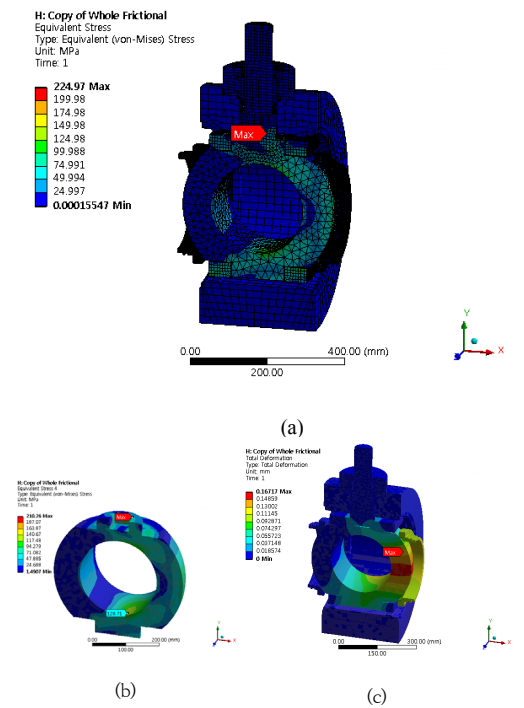 H: Copy of Whole Frictional
Equivalent Stress
Type: Equivalent (von-Mises) Stress
Unit: MPa
Time: 1
224.97 Max
199.98
174.98
149.98
124.98
99.988
74.991
49.994
24.997
0.00015547 Min
Max
0.00
400.00 (mm)
200.00
Y
X
(a)
H: Copy of Whole Frictional
Equivalent Stress 4
Type: Equivalent (von-Mises) Stress
Unit: MPa
Time: 1
210.26 Max
187.07
163.87
140.67
117.48
94.279
71.082
47.885
24.688
1.4907 Min
Max
0.00
200.00 (mm)
100.00
Y
X
(b)
H: Copy of Whole Frictional
Total Deformation
Type: Total Deformation
Unit: mm
Time: 1
0.16717 Max
0.14859
0.13002
0.11145
0.092871
0.074297
0.055723
0.037148
0.018574
0 Min
Max
0.00
300.00 (mm)
150.00
Y
X
(c)